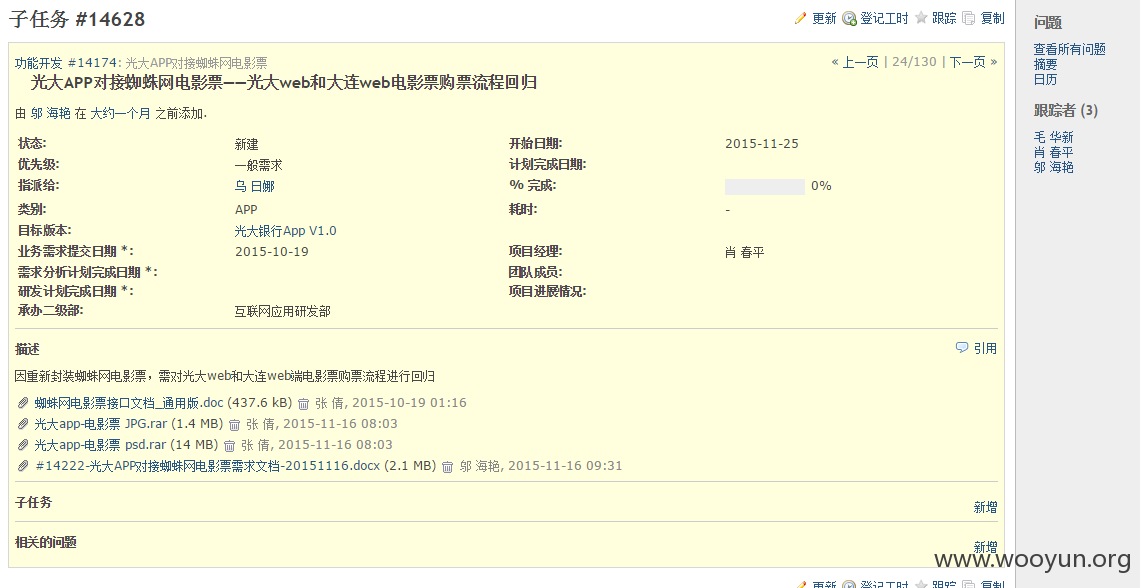 子任务 #14628
更新 登记工时 跟踪 复制
功能开发 #14174: 光大APP对接蜘蛛网电影票
« 上一页 | 24/130 | 下一页 »
光大APP对接蜘蛛网电影票——光大web和大连web电影票购票流程回归
由 邬 海艳 在 大约一个月 之前添加.
状态: 新建 开始日期: 2015-11-25
优先级: 一般需求 计划完成日期:
指派给: 乌 日娜 % 完成: 0%
类别: APP 耗时: -
目标版本: 光大银行App V1.0
业务需求提交日期 *: 2015-10-19 项目经理: 肖 春平
需求分析计划完成日期 *: 团队成员:
研发计划完成日期 *: 项目进展情况:
承办二级部: 互联网应用研发部
描述 引用
因重新封装蜘蛛网电影票，需对光大web和大连web端电影票购票流程进行回归
蜘蛛网电影票接口文档_通用版.doc (437.6 kB) 张 倩, 2015-10-19 01:16
光大app-电影票 JPG.rar (1.4 MB) 张 倩, 2015-11-16 08:03
光大app-电影票 psd.rar (14 MB) 张 倩, 2015-11-16 08:03
#14222-光大APP对接蜘蛛网电影票需求文档-20151116.docx (2.1 MB) 邬 海艳, 2015-11-16 09:31
子任务
新增
相关的问题
新增
更新 登记工时 跟踪 复制
问题
查看所有问题
摘要
日历
跟踪者 (3)
毛 华新
肖 春平
邬 海艳
www.wooyun.org